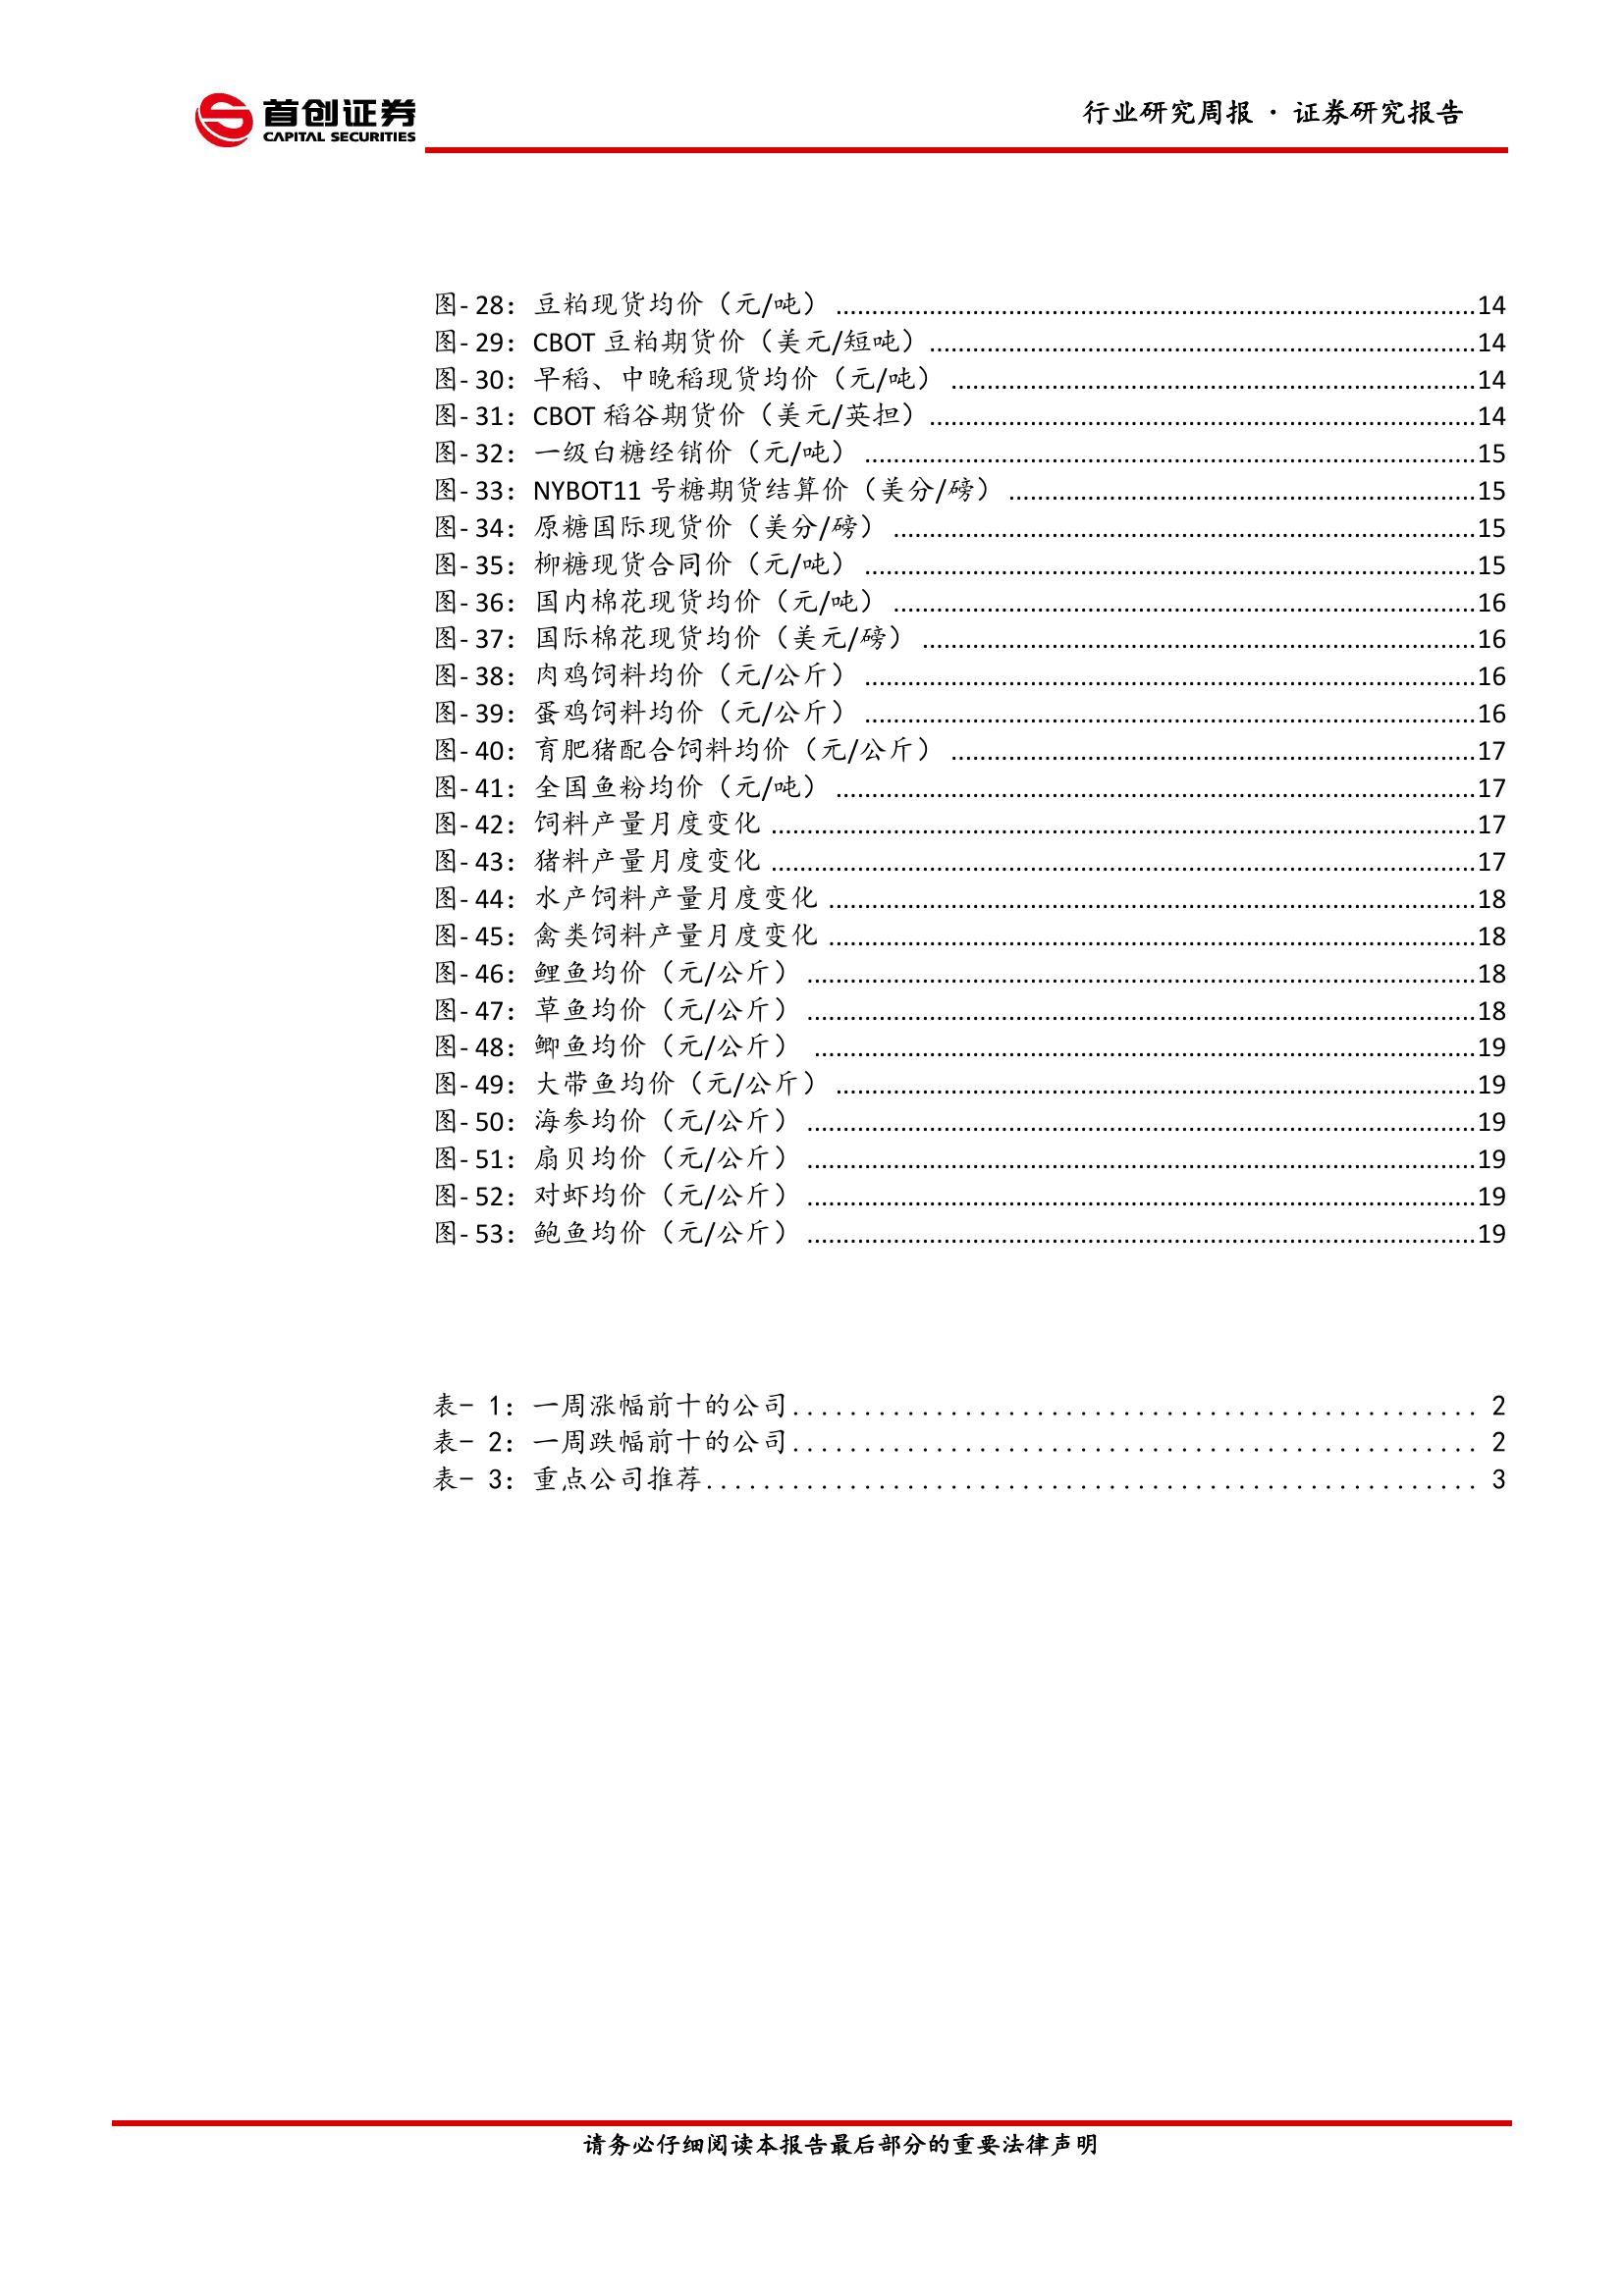 首创证券
CAPITAL SECURITIES
行业研究周报 · 证券研究报告
图- 28：豆粕现货均价（元/吨） ........................................ 14
图- 29：CBOT 豆粕期货价（美元/短吨） ........................................ 14
图- 30：早稻、中晚稻现货均价（元/吨） ........................................ 14
图- 31：CBOT 稻谷期货价（美元/英担） ........................................ 14
图- 32：一级白糖经销价（元/吨） ........................................ 15
图- 33：NYBOT11 号糖期货结算价（美分/磅） ........................................ 15
图- 34：原糖国际现货价（美分/磅） ........................................ 15
图- 35：柳糖现货合同价（元/吨） ........................................ 15
图- 36：国内棉花现货均价（元/吨） ........................................ 16
图- 37：国际棉花现货均价（美元/磅） ........................................ 16
图- 38：肉鸡饲料均价（元/公斤） ........................................ 16
图- 39：蛋鸡饲料均价（元/公斤） ........................................ 16
图- 40：育肥猪配合饲料均价（元/公斤） ........................................ 17
图- 41：全国鱼粉均价（元/吨） ........................................ 17
图- 42：饲料产量月度变化 ........................................ 17
图- 43：猪料产量月度变化 ........................................ 17
图- 44：水产饲料产量月度变化 ........................................ 18
图- 45：禽类饲料产量月度变化 ........................................ 18
图- 46：鲤鱼均价（元/公斤） ........................................ 18
图- 47：草鱼均价（元/公斤） ........................................ 18
图- 48：鲫鱼均价（元/公斤） ........................................ 19
图- 49：大带鱼均价（元/公斤） ........................................ 19
图- 50：海参均价（元/公斤） ........................................ 19
图- 51：扇贝均价（元/公斤） ........................................ 19
图- 52：对虾均价（元/公斤） ........................................ 19
图- 53：鲍鱼均价（元/公斤） ........................................ 19
表- 1：一周涨幅前十的公司 ........................................ 2
表- 2：一周跌幅前十的公司 ........................................ 2
表- 3：重点公司推荐 ........................................ 3
请务必仔细阅读本报告最后部分的重要法律声明